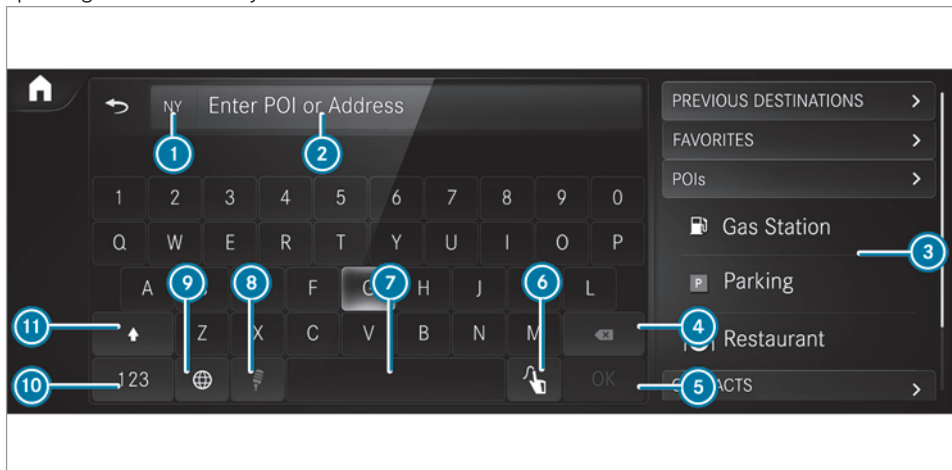 NY Enter POI or Address
1 2
1 2 3 4 5 6 7 8 9 0
Q W E R T Y U I O P
A F G H J L
9 8 7 6
Z X C V B N M
11 4
123 OK
10 5
PREVIOUS DESTINATIONS
FAVORITES
POIs
Gas Station
3
P Parking
Restaurant